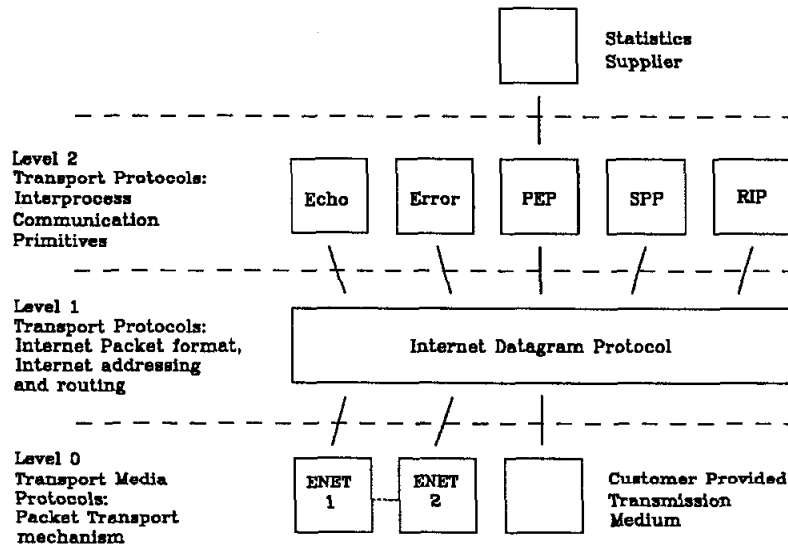 Statistics
Supplier
Level 2
Transport Protocols:
Interprocess
Communication
Primitives
Echo
Error
PEP
SPP
RIP
Level 1
Transport Protocols:
Internet Packet format,
Internet addressing
and routing
Internet Datagram Protocol
Level 0
Transport Media
Protocols:
Packet Transport
mechanism
ENET
1
ENET
2
Customer Provided
Transmission
Medium